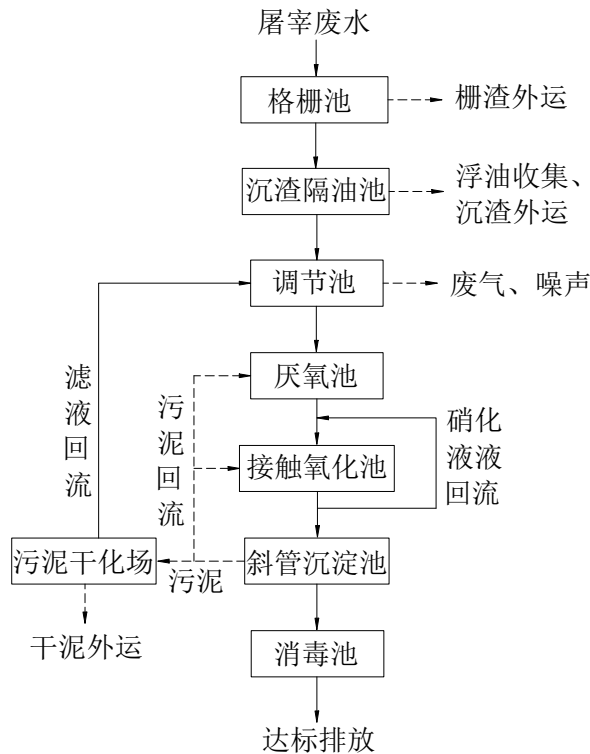 屠宰废水
格栅池
栅渣外运
沉渣隔油池
浮油收集、
沉渣外运
调节池
废气、噪声
滤
液
回
流
污
泥
回
流
厌氧池
硝化
液液
回流
接触氧化池
污泥干化场
污泥
斜管沉淀池
干泥外运
消毒池
达标排放